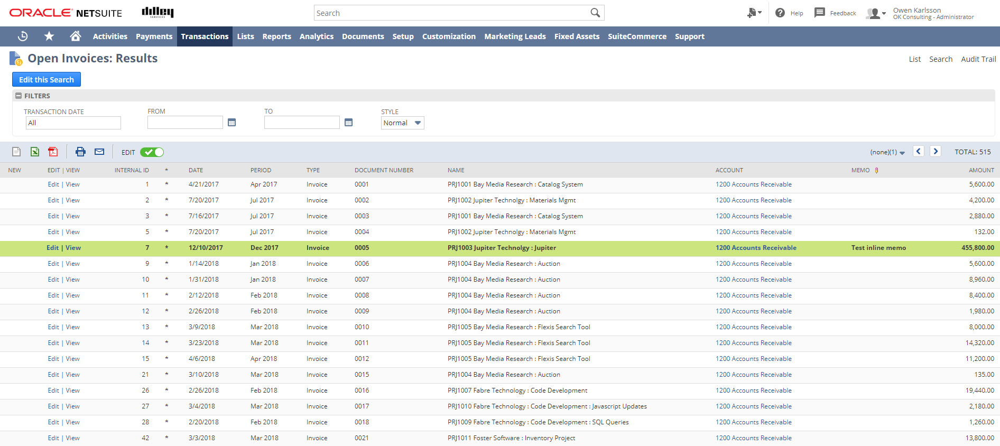 ORACLE® NETSUITE dilley SERVICES Search Help Feedback Owen Karlsson
OK Consulting - Administrator
Activities Payments Transactions Lists Reports Analytics Documents Setup Customization Marketing Leads Fixed Assets SuiteCommerce Support
Open Invoices: Results List Search Audit Trail
Edit this Search
FILTERS
TRANSACTION DATE FROM TO STYLE
All Normal
EDIT (none)(1) TOTAL: 515
NEW EDIT | VIEW INTERNAL ID * DATE PERIOD TYPE DOCUMENT NUMBER NAME ACCOUNT MEMO AMOUNT
Edit | View 1 * 4/21/2017 Apr 2017 Invoice 0001 PRJ1001 Bay Media Research : Catalog System 1200 Accounts Receivable 5,600.00
Edit | View 2 * 7/20/2017 Jul 2017 Invoice 0002 PRJ1002 Jupiter Technolgy : Materials Mgmt 1200 Accounts Receivable 4,200.00
Edit | View 3 * 7/16/2017 Jul 2017 Invoice 0003 PRJ1001 Bay Media Research : Catalog System 1200 Accounts Receivable 2,880.00
Edit | View 5 * 7/20/2017 Jul 2017 Invoice 0004 PRJ1002 Jupiter Technolgy : Materials Mgmt 1200 Accounts Receivable 132.00
Edit | View 7 * 12/10/2017 Dec 2017 Invoice 0005 PRJ1003 Jupiter Technolgy : Jupiter 1200 Accounts Receivable Test inline memo 455,800.00
Edit | View 9 * 1/14/2018 Jan 2018 Invoice 0006 PRJ1004 Bay Media Research : Auction 1200 Accounts Receivable 5,600.00
Edit | View 10 * 1/31/2018 Jan 2018 Invoice 0007 PRJ1004 Bay Media Research : Auction 1200 Accounts Receivable 8,960.00
Edit | View 11 * 2/12/2018 Feb 2018 Invoice 0008 PRJ1004 Bay Media Research : Auction 1200 Accounts Receivable 8,400.00
Edit | View 12 * 2/26/2018 Feb 2018 Invoice 0009 PRJ1004 Bay Media Research : Auction 1200 Accounts Receivable 1,980.00
Edit | View 13 * 3/9/2018 Mar 2018 Invoice 0010 PRJ1005 Bay Media Research : Flexis Search Tool 1200 Accounts Receivable 8,000.00
Edit | View 14 * 3/23/2018 Mar 2018 Invoice 0011 PRJ1005 Bay Media Research : Flexis Search Tool 1200 Accounts Receivable 14,320.00
Edit | View 15 * 4/6/2018 Apr 2018 Invoice 0012 PRJ1005 Bay Media Research : Flexis Search Tool 1200 Accounts Receivable 11,200.00
Edit | View 21 * 3/10/2018 Mar 2018 Invoice 0015 PRJ1004 Bay Media Research : Auction 1200 Accounts Receivable 135.00
Edit | View 26 * 2/26/2018 Feb 2018 Invoice 0016 PRJ1007 Fabre Technology : Code Development 1200 Accounts Receivable 19,440.00
Edit | View 27 * 3/4/2018 Mar 2018 Invoice 0017 PRJ1010 Fabre Technology : Code Development : Javascript Updates 1200 Accounts Receivable 2,180.00
Edit | View 28 * 2/20/2018 Feb 2018 Invoice 0018 PRJ1009 Fabre Technology : Code Development : SQL Queries 1200 Accounts Receivable 1,260.00
Edit | View 42 * 3/3/2018 Mar 2018 Invoice 0021 PRJ1011 Foster Software : Inventory Project 1200 Accounts Receivable 13,800.00